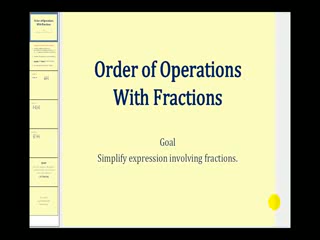 Order of Operations
With Fractions
Goal
Simplify expression involving fractions.